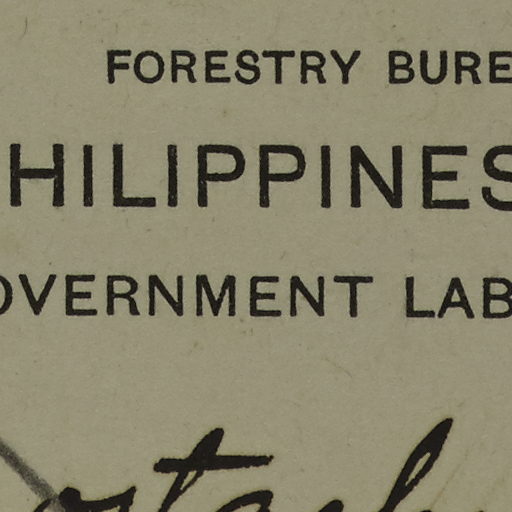 FORESTRY BURE
HILIPPINES
OVERNMENT LAB